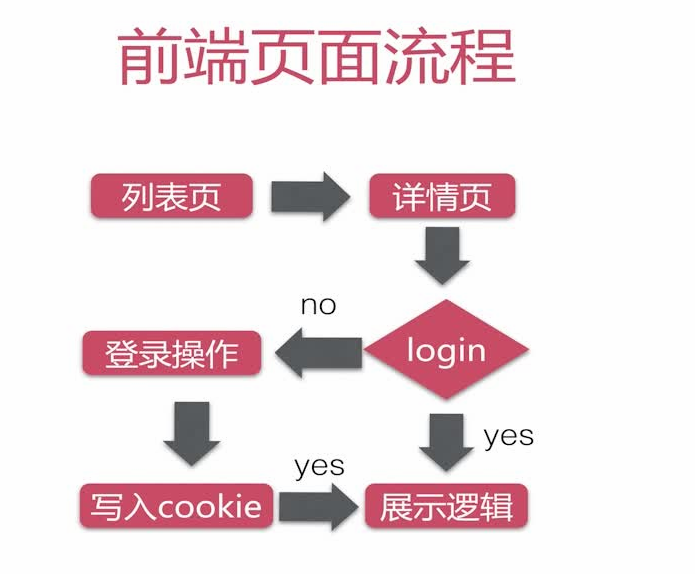 前端页面流程
列表页
详情页
no
login
登录操作
yes
yes
写入cookie
展示逻辑